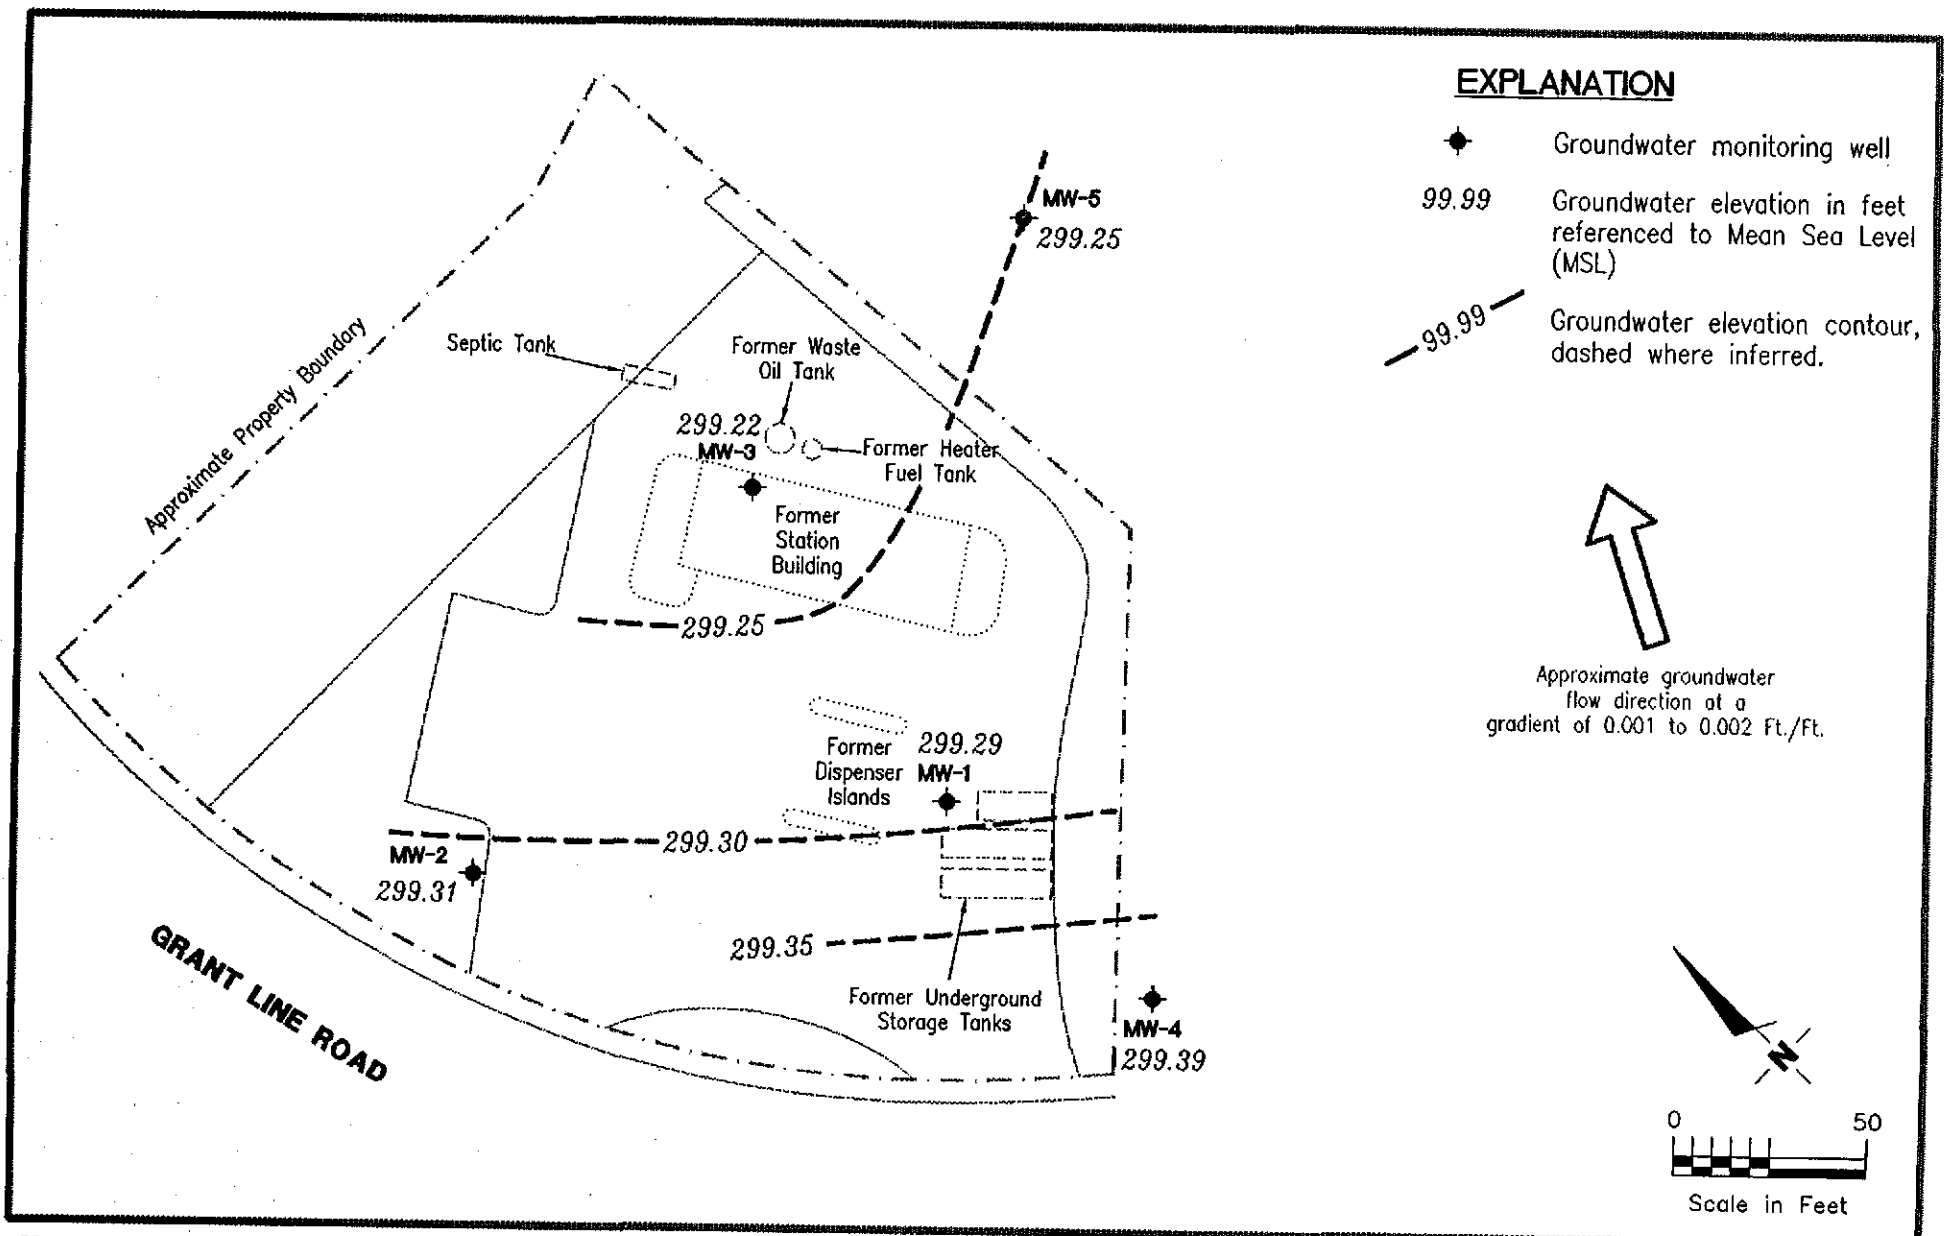 EXPLANATION
Groundwater monitoring well
99.99
Groundwater elevation in feet
referenced to Mean Sea Level
(MSL)
99.99
Groundwater elevation contour,
dashed where inferred.
MW-5
299.25
Approximate Property Boundary
Septic Tank
Former Waste
Oil Tank
299.22
MW-3
Former Heater
Fuel Tank
Former
Station
Building
299.25
Approximate groundwater
flow direction at a
gradient of 0.001 to 0.002 Ft./Ft.
Former
Dispenser
Islands
299.29
MW-1
299.30
MW-2
299.31
299.35
GRANT LINE ROAD
Former Underground
Storage Tanks
MW-4
299.39
N
0 50
Scale in Feet